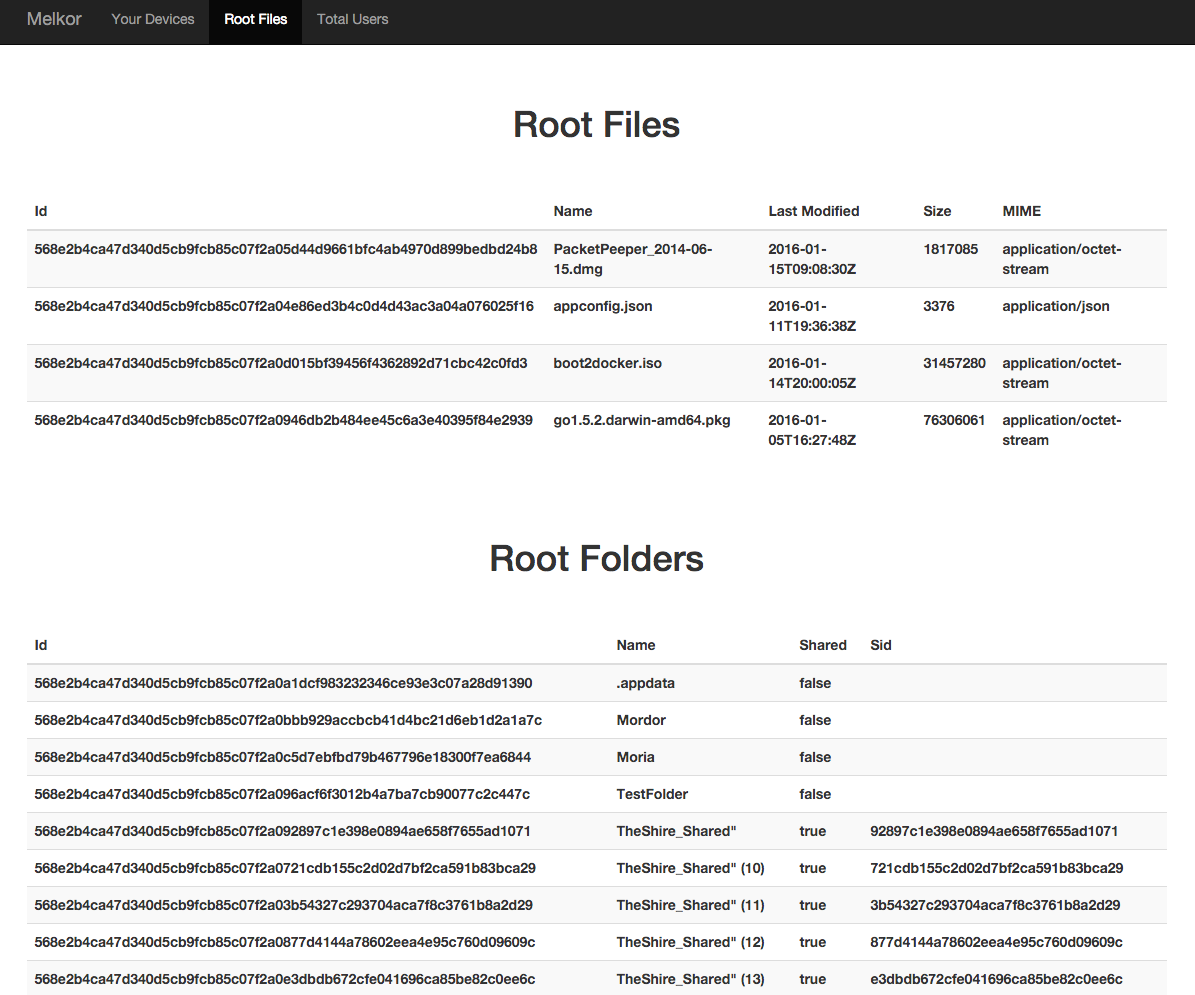 Melkor Your Devices Root Files Total Users
Root Files
Id Name Last Modified Size MIME
568e2b4ca47d340d5cb9fcb85c07f2a05d44d9661bfc4ab4970d899bedbd24b8 PacketPeeper_2014-06- 2016-01- 1817085 application/octet-
15.dmg 15T09:08:30Z stream
568e2b4ca47d340d5cb9fcb85c07f2a04e86ed3b4c0d4d43ac3a04a076025f16 appconfig.json 2016-01- 3376 application/json
11T19:36:38Z
568e2b4ca47d340d5cb9fcb85c07f2a0d015bf39456f4362892d71cbc42c0fd3 boot2docker.iso 2016-01- 31457280 application/octet-
14T20:00:05Z stream
568e2b4ca47d340d5cb9fcb85c07f2a0946db2b484ee45c6a3e40395f84e2939 go1.5.2.darwin-amd64.pkg 2016-01- 76306061 application/octet-
05T16:27:48Z stream
Root Folders
Id Name Shared Sid
568e2b4ca47d340d5cb9fcb85c07f2a0a1dcf983232346ce93e3c07a28d91390 .appdata false
568e2b4ca47d340d5cb9fcb85c07f2a0bbb929accbcb41d4bc21d6eb1d2a1a7c Mordor false
568e2b4ca47d340d5cb9fcb85c07f2a0c5d7ebfbd79b467796e18300f7ea6844 Moria false
568e2b4ca47d340d5cb9fcb85c07f2a096acf6f3012b4a7ba7cb90077c2c447c TestFolder false
568e2b4ca47d340d5cb9fcb85c07f2a092897c1e398e0894ae658f7655ad1071 TheShire_Shared" true 92897c1e398e0894ae658f7655ad1071
568e2b4ca47d340d5cb9fcb85c07f2a0721cdb155c2d02d7bf2ca591b83bca29 TheShire_Shared" (10) true 721cdb155c2d02d7bf2ca591b83bca29
568e2b4ca47d340d5cb9fcb85c07f2a03b54327c293704aca7f8c3761b8a2d29 TheShire_Shared" (11) true 3b54327c293704aca7f8c3761b8a2d29
568e2b4ca47d340d5cb9fcb85c07f2a0877d4144a78602eea4e95c760d09609c TheShire_Shared" (12) true 877d4144a78602eea4e95c760d09609c
568e2b4ca47d340d5cb9fcb85c07f2a0e3dbdb672cfe041696ca85be82c0ee6c TheShire_Shared" (13) true e3dbdb672cfe041696ca85be82c0ee6c